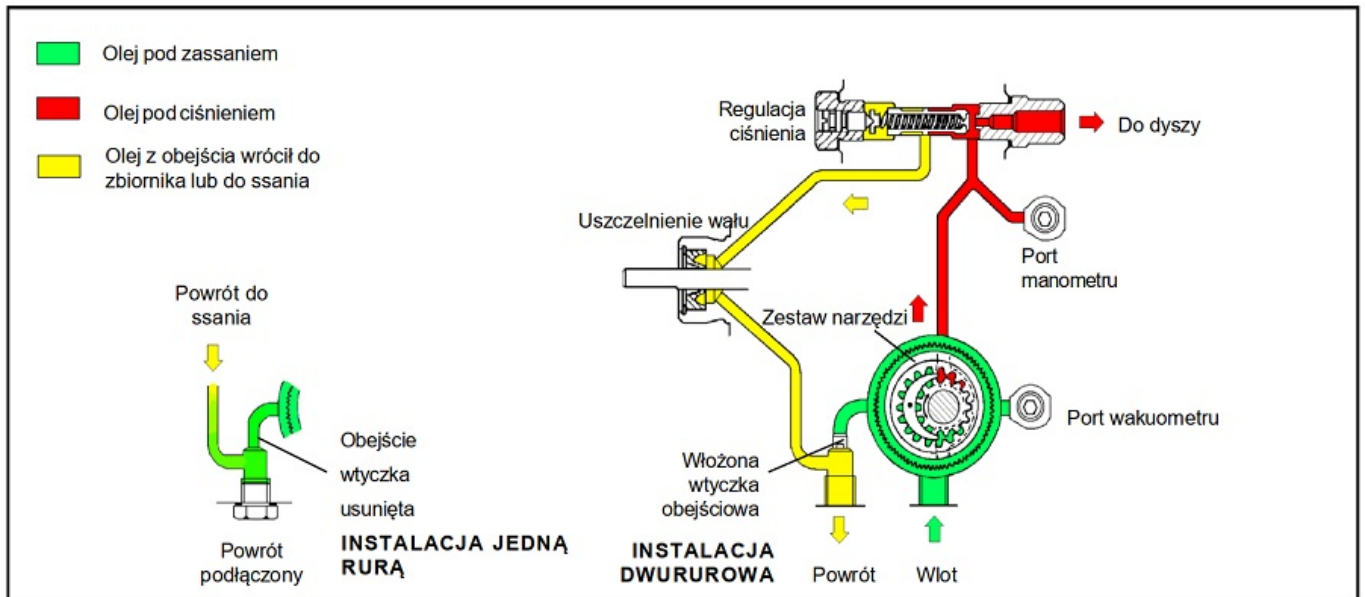 Olej pod zassaniem
Olej pod ciśnieniem
Olej z obejścia wrócił do
zbiornika lub do ssania
Regulacja
ciśnienia
Do dyszy
Uszczelnienie wału
Port
manometru
Zestaw narzędzi
Port wakuometru
Powrót do
ssania
Obejście
wtyczka
usunięta
Powrót
podłączony
INSTALACJA JEDNĄ
RURĄ
Włożona
wtyczka
obejściowa
INSTALACJA
DWURUROWA
Powrót
Wlot